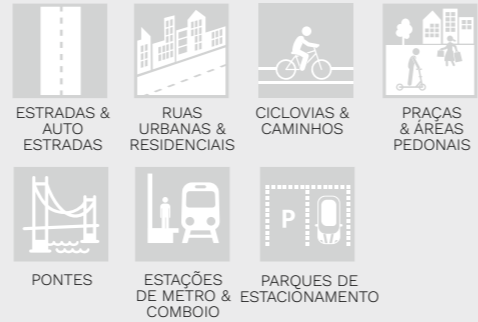 ESTRADAS &
AUTO
ESTRADAS
RUAS
URBANAS &
RESIDENCIAIS
CICLOVIAS &
CAMINHOS
PRAÇAS
& ÁREAS
PEDONAIS
PONTES
ESTAÇÕES
DE METRO &
COMBOIO
P
PARQUES DE
ESTACIONAMENTO